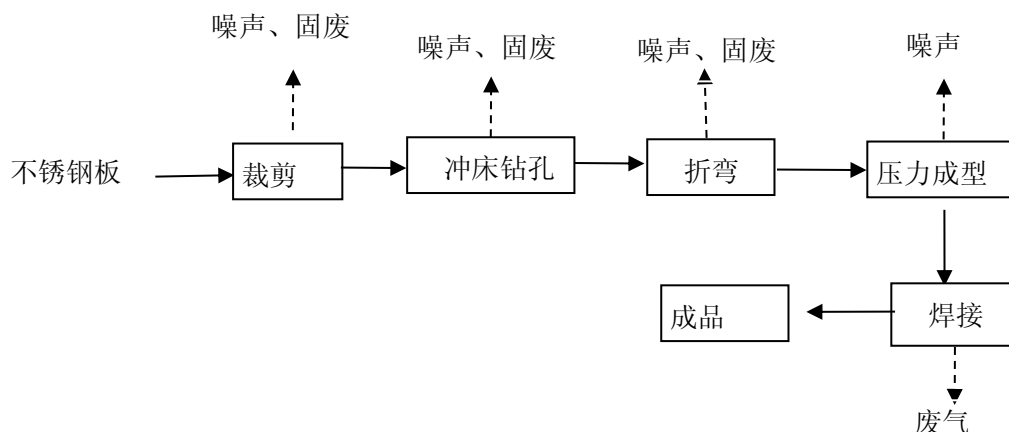 噪声、固废
噪声、固废
噪声、固废
噪声
不锈钢板
裁剪
冲床钻孔
折弯
压力成型
成品
焊接
废气